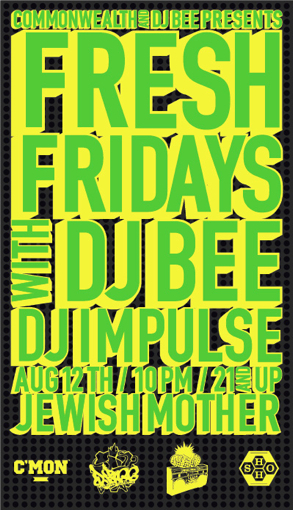 COMMONWEALTH AND DJ BEE PRESENTS
FRESH
FRIDAYS
WITH DJ BEE
DJ IMPULSE
AUG 12TH / 10PM / 21 AND UP
JEWISH MOTHER
C'MON
SHOHO